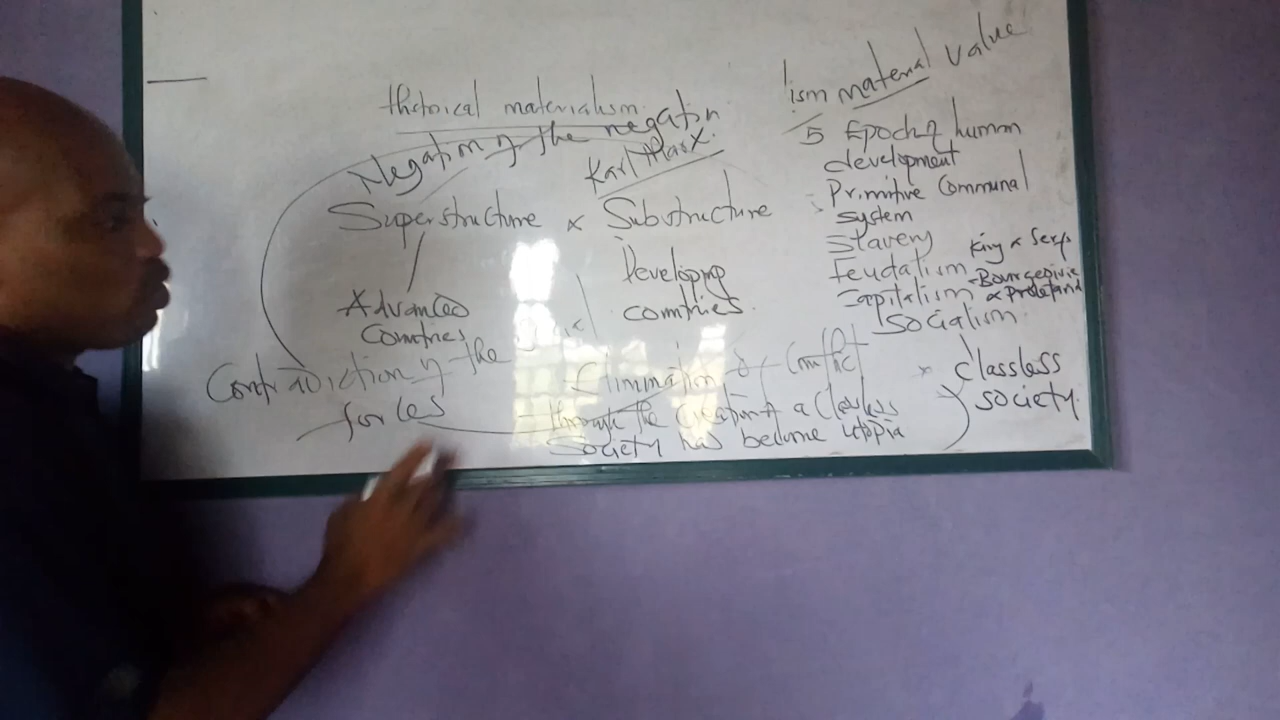 Historical materialism
Negation of the negation
Karl Marx
Superstructure x Substructure
Advanced
Countries
Developing
countries
Contradiction of the
forces
Elimination of Conflict
through the Creation of a Classless
Society has become utopia
ism material value
5 Epoch of human
development
Primitive Communal
system
Slavery
Feudalism
King & Serfs
Capitalism
- Bourgeoisie
& Proletariat
Socialism
x Classless
society